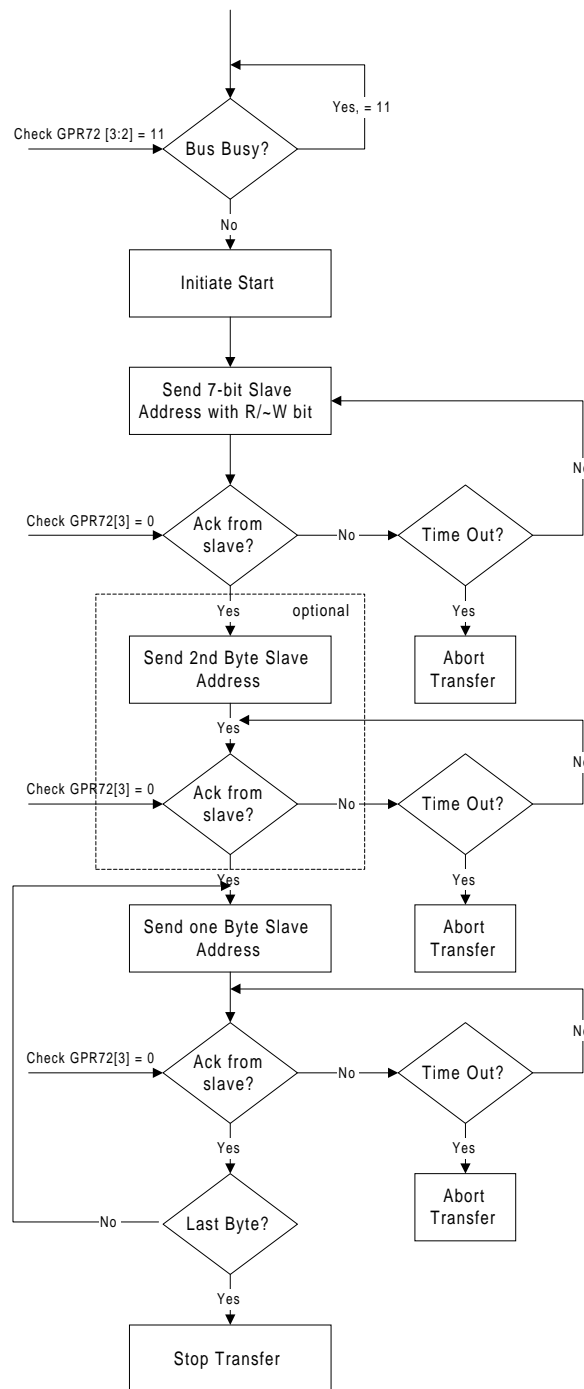 Yes, = 11
Check GPR72 [3:2] = 11
Bus Busy?
No
Initiate Start
Send 7-bit Slave
Address with R/~W bit
No
Check GPR72[3] = 0
Ack from
slave?
No
Time Out?
Yes
optional
Yes
Send 2nd Byte Slave
Address
Abort
Transfer
Yes
No
Check GPR72[3] = 0
Ack from
slave?
No
Time Out?
Yes
Yes
Send one Byte Slave
Address
Abort
Transfer
No
Check GPR72[3] = 0
Ack from
slave?
No
Time Out?
Yes
Yes
No
Last Byte?
Abort
Transfer
Yes
Stop Transfer